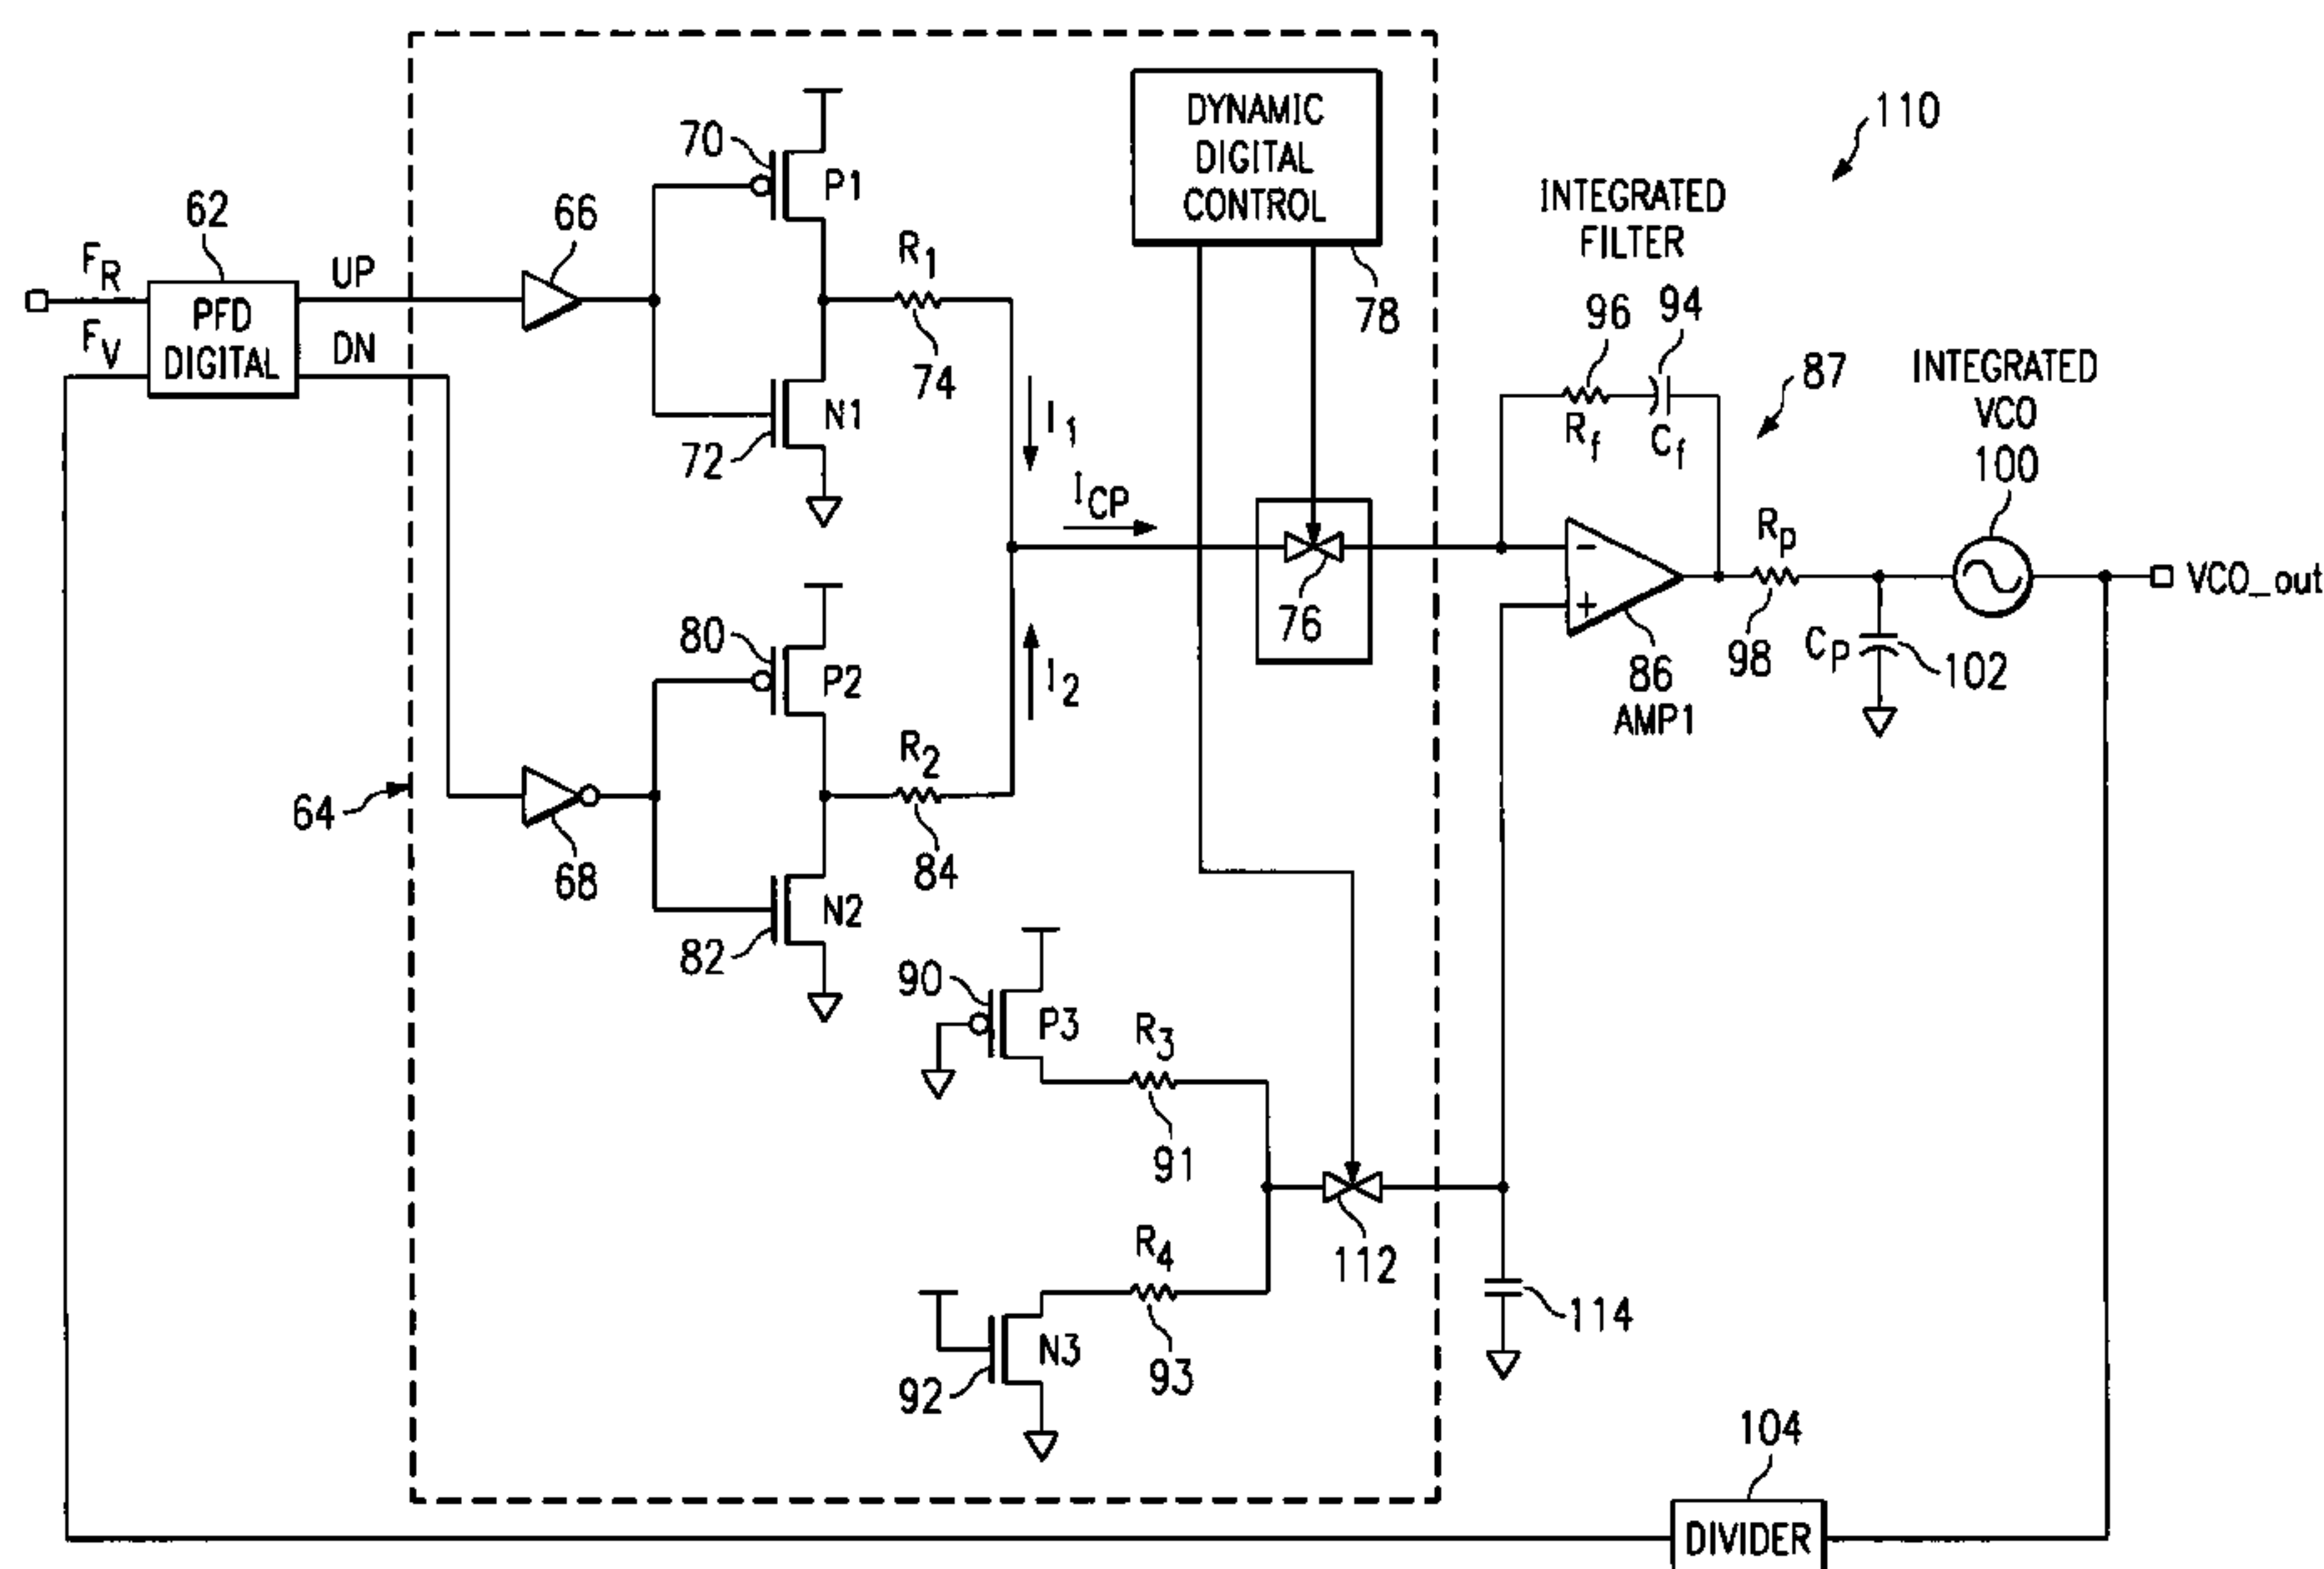 110
DYNAMIC
DIGITAL
CONTROL
78
INTEGRATED
FILTER
96
94
R_f
C_f
87
INTEGRATED
VCO
100
62
F_R
F_V
PFD
DIGITAL
UP
DN
66
70
P1
72
N1
R_1
74
I_1
I_CP
76
64
68
80
P2
82
N2
R_2
84
I_2
−
+
86
AMP1
R_p
98
C_P
102
VCO_out
90
P3
R_3
91
R_4
93
92
N3
112
114
104
DIVIDER